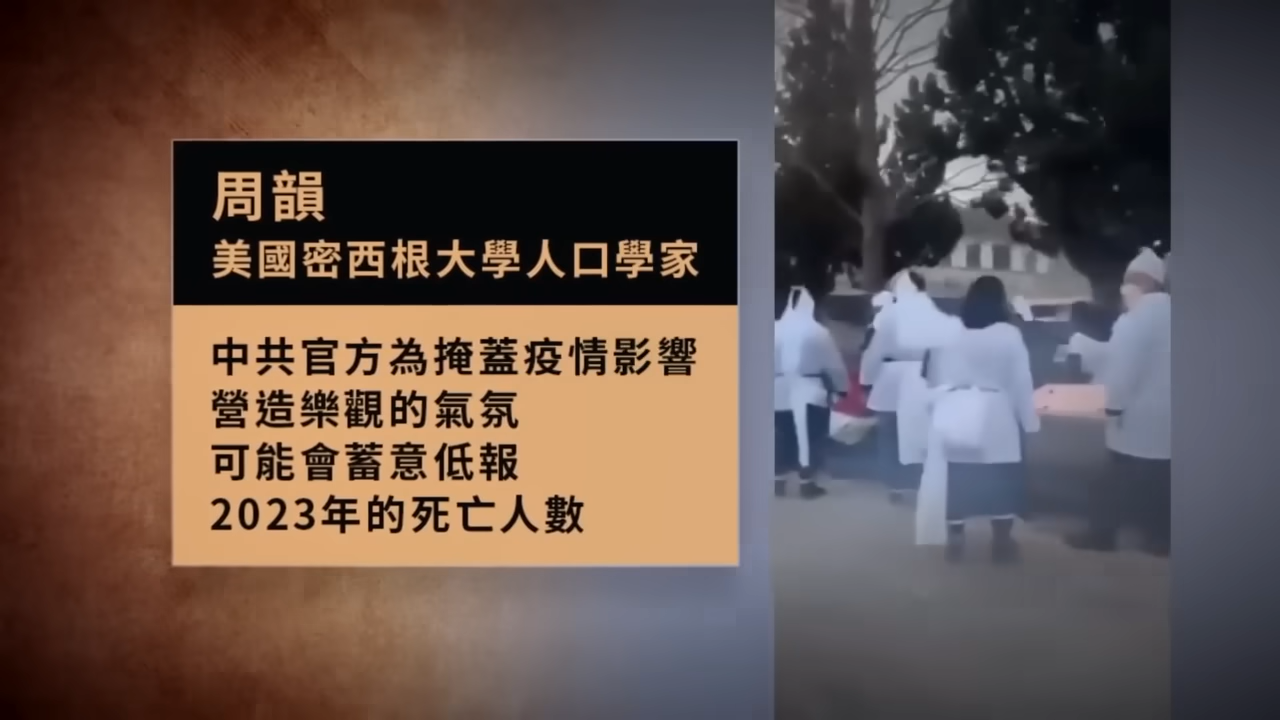 周韻
美國密西根大學人口學家
中共官方為掩蓋疫情影響
營造樂觀的氣氛
可能會蓄意低報
2023年的死亡人數